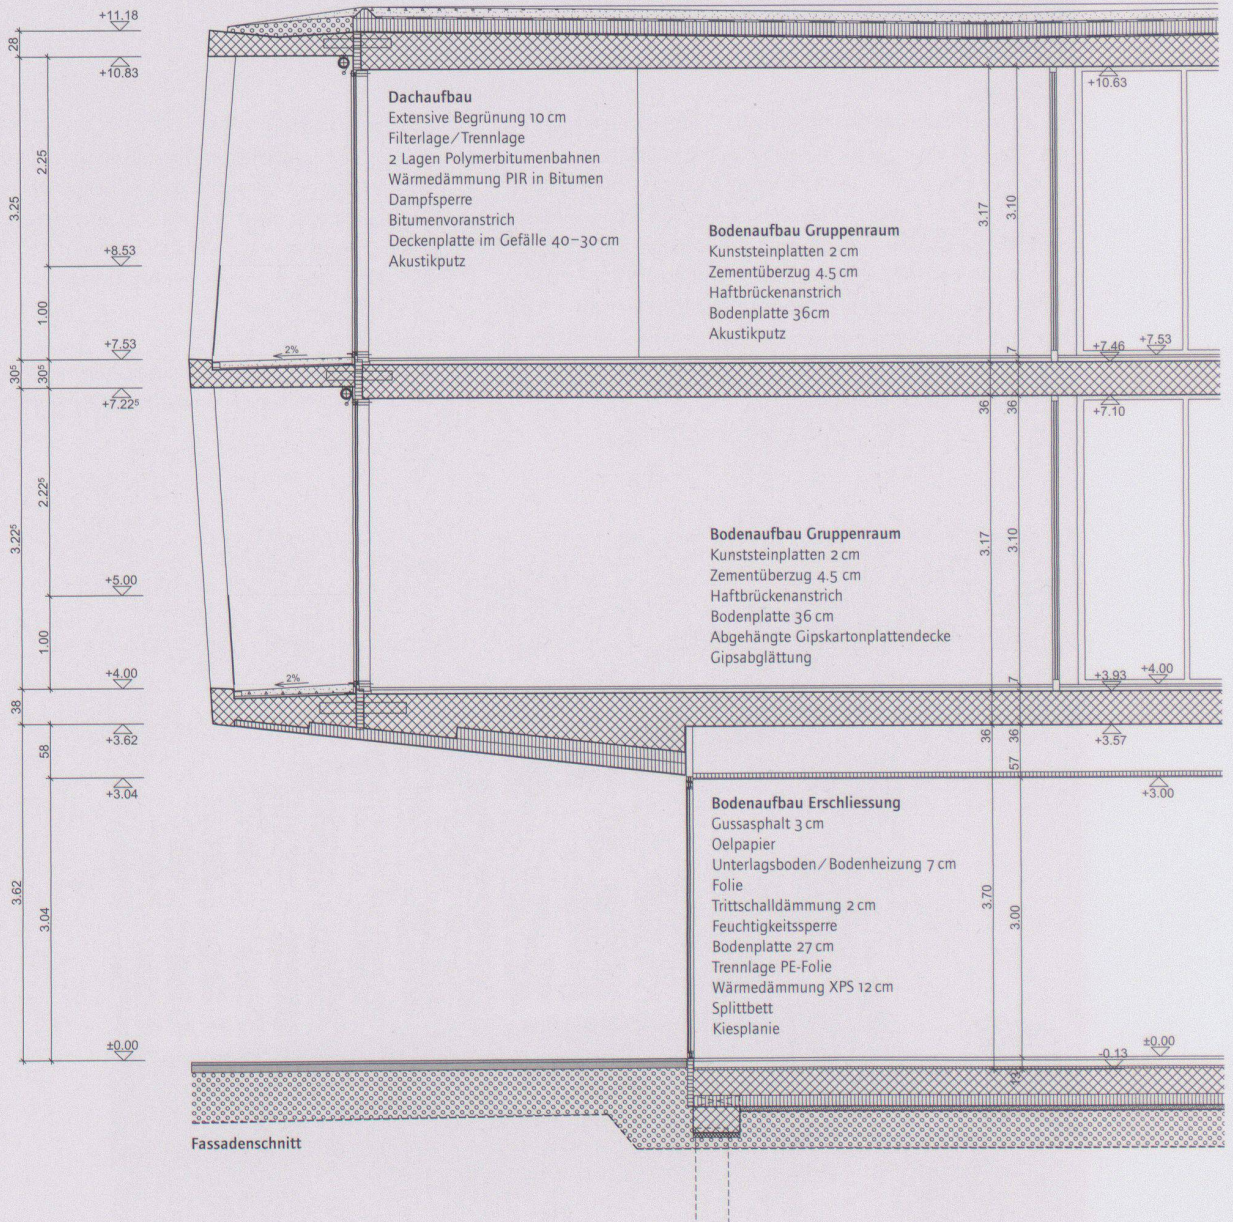 +11.18
28
+10.83
2.25
3.25
+8.53
1.00
+7.53
30⁵
30⁵
+7.22⁵
2.22⁵
3.22⁵
+5.00
1.00
+4.00
38
+3.62
58
+3.04
3.62
3.04
±0.00
Dachaufbau
Extensive Begrünung 10 cm
Filterlage/Trennlage
2 Lagen Polymerbitumenbahnen
Wärmedämmung PIR in Bitumen
Dampfsperre
Bitumenvoranstrich
Deckenplatte im Gefälle 40–30 cm
Akustikputz
Bodenaufbau Gruppenraum
Kunststeinplatten 2 cm
Zementüberzug 4.5 cm
Haftbrückenanstrich
Bodenplatte 36cm
Akustikputz
2%
3.17
3.10
+10.63
7
+7.46
+7.53
36
36
+7.10
Bodenaufbau Gruppenraum
Kunststeinplatten 2 cm
Zementüberzug 4.5 cm
Haftbrückenanstrich
Bodenplatte 36 cm
Abgehängte Gipskartonplattendecke
Gipsabglättung
2%
3.17
3.10
7
+3.93
+4.00
36
36
+3.57
57
+3.00
Bodenaufbau Erschliessung
Gussasphalt 3 cm
Oelpapier
Unterlagsboden/Bodenheizung 7 cm
Folie
Trittschalldämmung 2 cm
Feuchtigkeitssperre
Bodenplatte 27 cm
Trennlage PE-Folie
Wärmedämmung XPS 12 cm
Splittbett
Kiesplanie
3.70
3.00
-0.13
±0.00
13
Fassadenschnitt